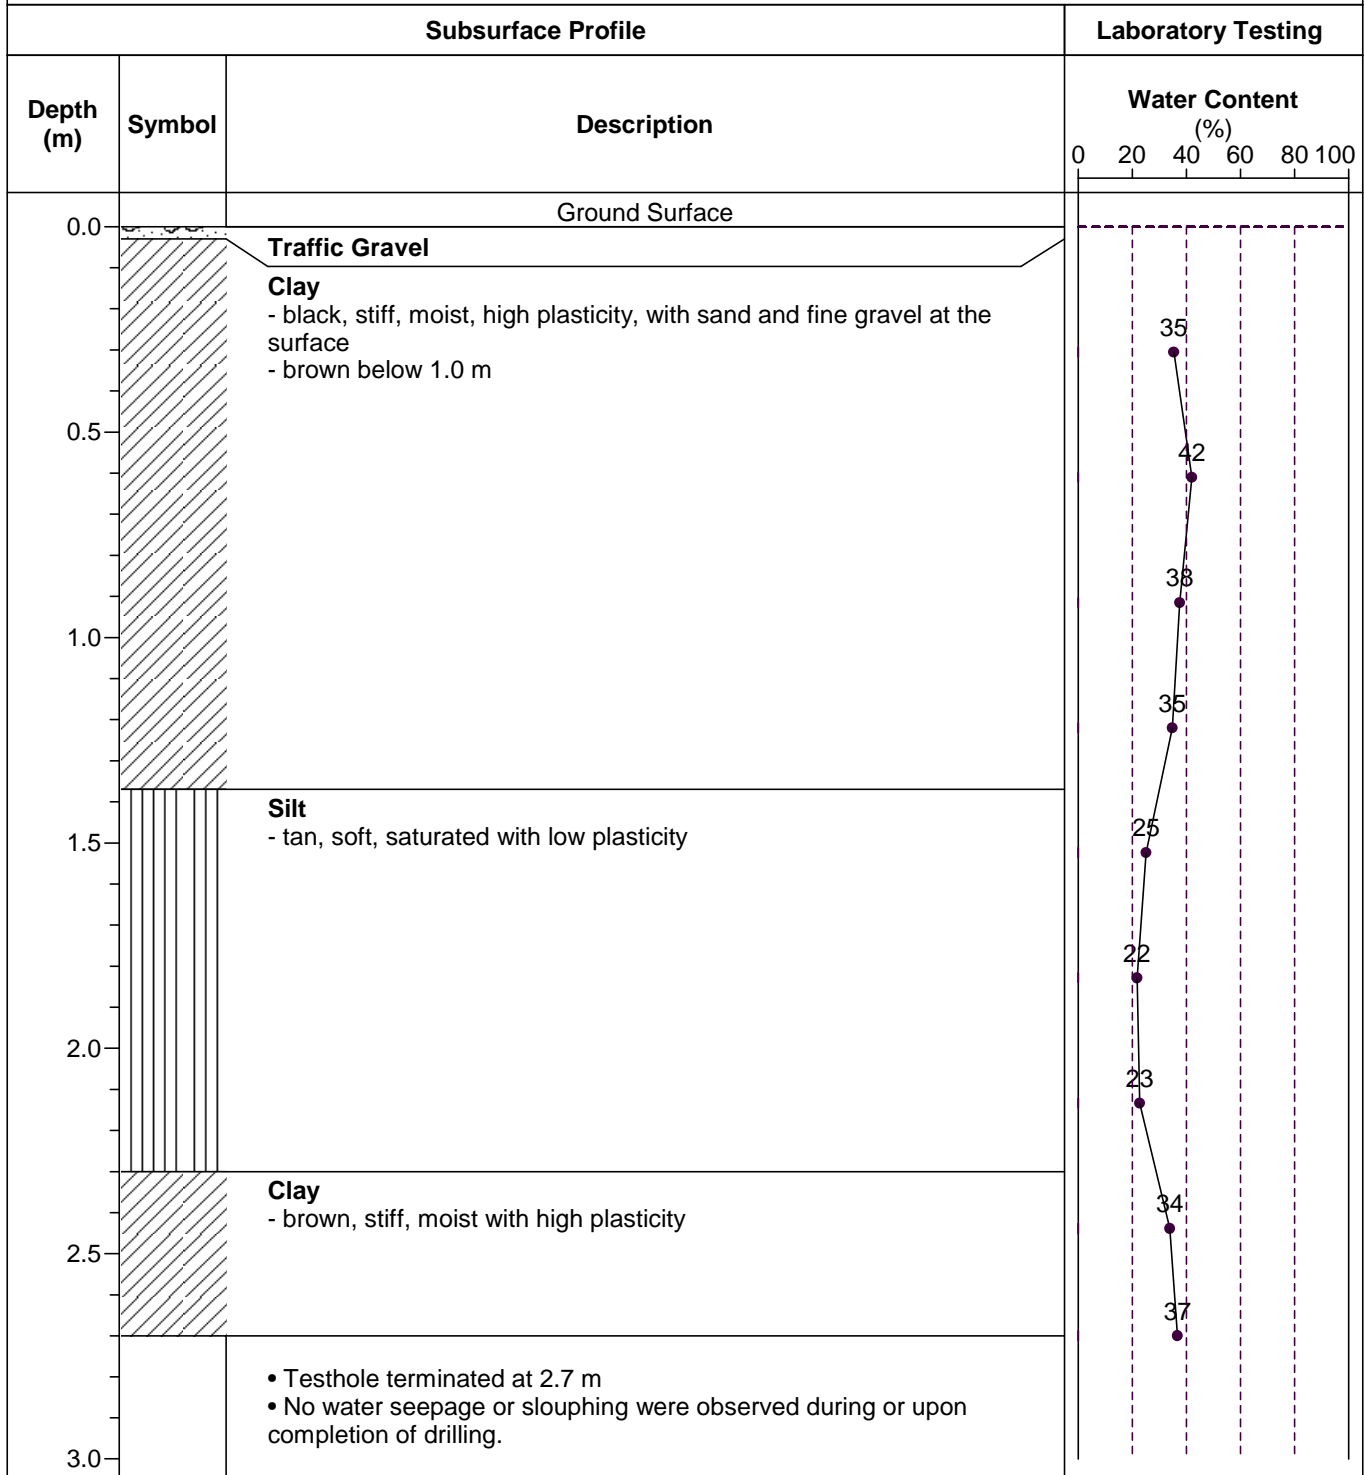 Subsurface Profile
Laboratory Testing
Depth
(m)
Symbol
Description
Water Content
(%)
0 20 40 60 80 100
Ground Surface
0.0
Traffic Gravel
Clay
- black, stiff, moist, high plasticity, with sand and fine gravel at the
surface
- brown below 1.0 m
35
0.5
42
38
1.0
35
Silt
- tan, soft, saturated with low plasticity
1.5
25
22
2.0
23
Clay
- brown, stiff, moist with high plasticity
34
2.5
37
• Testhole terminated at 2.7 m
• No water seepage or slouphing were observed during or upon
completion of drilling.
3.0